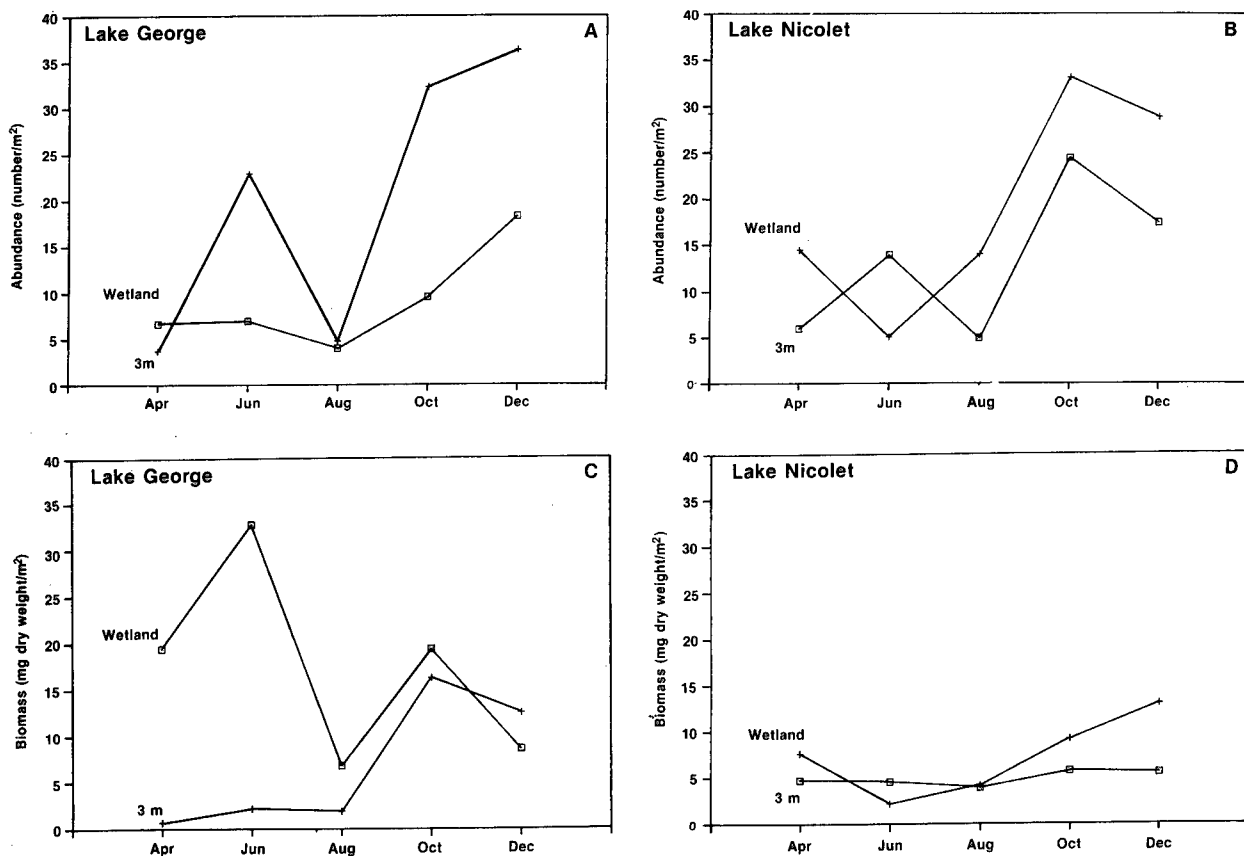 Lake George
A
Abundance (number/m²)
40
35
30
25
20
15
10
5
0
Wetland
3m
Apr Jun Aug Oct Dec
Lake Nicolet
B
Abundance (number/m²)
40
35
30
25
20
15
10
5
0
Wetland
3m
Apr Jun Aug Oct Dec
Lake George
C
Biomass (mg dry weight/m²)
40
35
30
25
20
15
10
5
0
Wetland
3 m
Apr Jun Aug Oct Dec
Lake Nicolet
D
Biomass (mg dry weight/m²)
40
35
30
25
20
15
10
5
0
Wetland
3 m
Apr Jun Aug Oct Dec